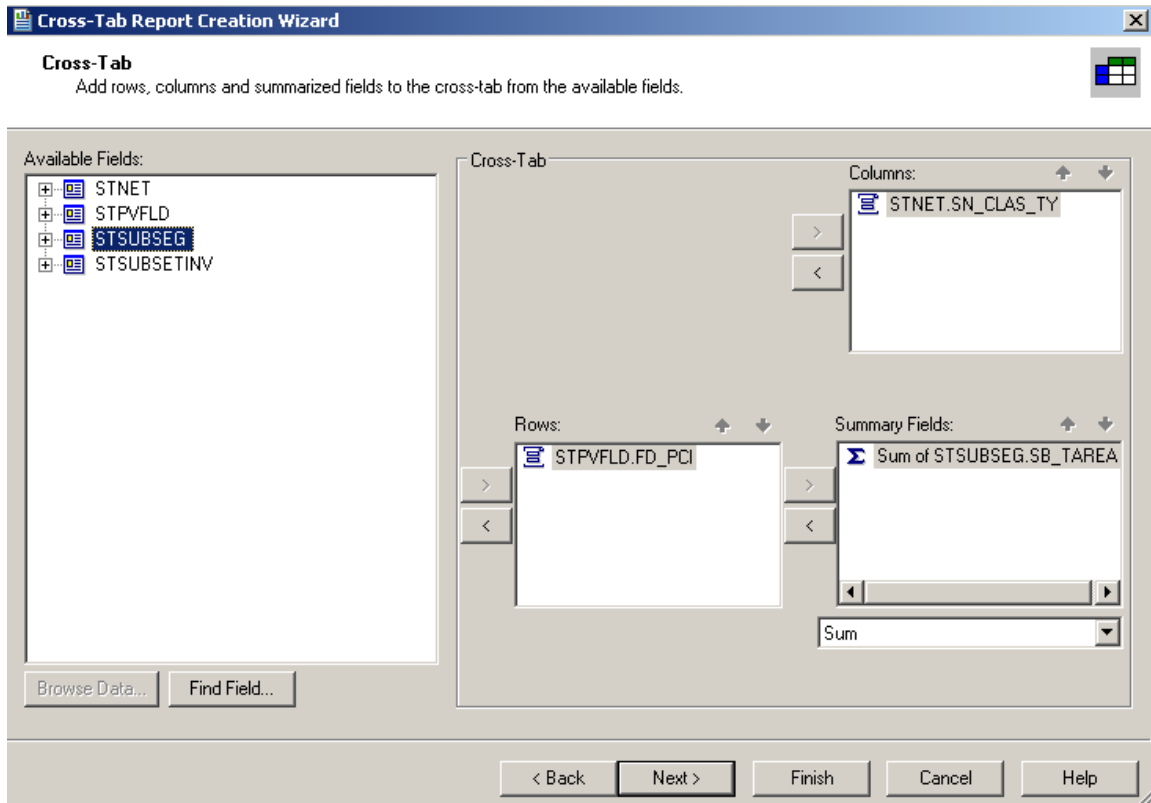 Cross-Tab Report Creation Wizard
Cross-Tab
Add rows, columns and summarized fields to the cross-tab from the available fields.
Available Fields:
STNET
STPVFLD
STSUBSEG
STSUBSETINV
Browse Data...
Find Field...
Cross-Tab
Columns:
STNET.SN_CLAS_TY
>
<
Rows:
STPVFLD.FD_PCI
>
<
Summary Fields:
Σ Sum of STSUBSEG.SB_TAREA
>
<
Sum
< Back
Next >
Finish
Cancel
Help